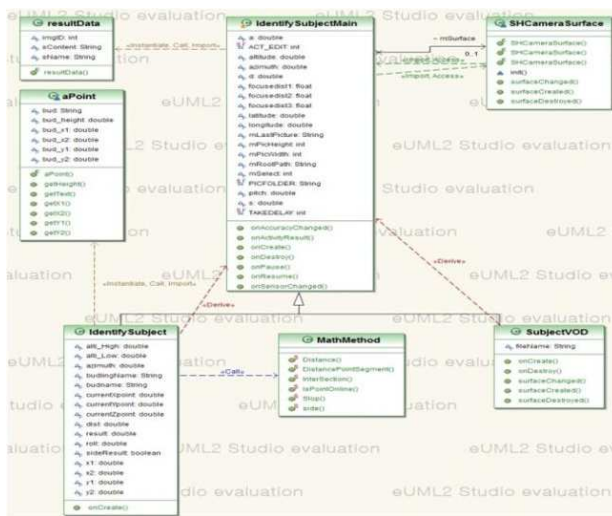 resultData
imgID: int
sContent: String
sName: String
resultData()
aPoint
bud: String
bud_height: double
bud_x1: double
bud_x2: double
bud_y1: double
bud_y2: double
aPoint()
getHeight()
getText()
getX1()
getX2()
getY1()
getY2()
IdentifySubjectMain
a: double
ACT_EDIT: int
altitude: double
azimuth: double
d: double
focusedist1: float
focusedist2: float
focusedist3: float
latitude: double
longitude: double
mLastPicture: String
mPicHeight: int
mPicWidth: int
mRootPath: String
mSelect: int
PICFOLDER: String
pitch: double
s: double
TAKEDELAY: int
onAccuracyChanged()
onActivityResult()
onCreate()
onDestroy()
onPause()
onResume()
onSensorChanged()
SHCameraSurface
SHCameraSurface()
SHCameraSurface()
SHCameraSurface()
init()
surfaceChanged()
surfaceCreated()
surfaceDestroyed()
- mSurface
0..1
«Instantiate, Call, Import»
«Import, Access»
«Instantiate, Call, Import»
«Derive»
«Derive»
«Call»
IdentifySubject
alti_High: double
alti_Low: double
azimuth: double
budingName: String
budname: String
currentXpoint: double
currentYpoint: double
currentZpoint: double
dist: double
result: double
roll: double
sideResult: boolean
x1: double
x2: double
y1: double
y2: double
onCreate()
MathMethod
Distance()
DistancePointSegment()
InterSection()
isPointOnline()
Slop()
side()
SubjectVOD
fileName: String
onCreate()
onDestroy()
surfaceChanged()
surfaceCreated()
surfaceDestroyed()
eUML2 Studio evaluation